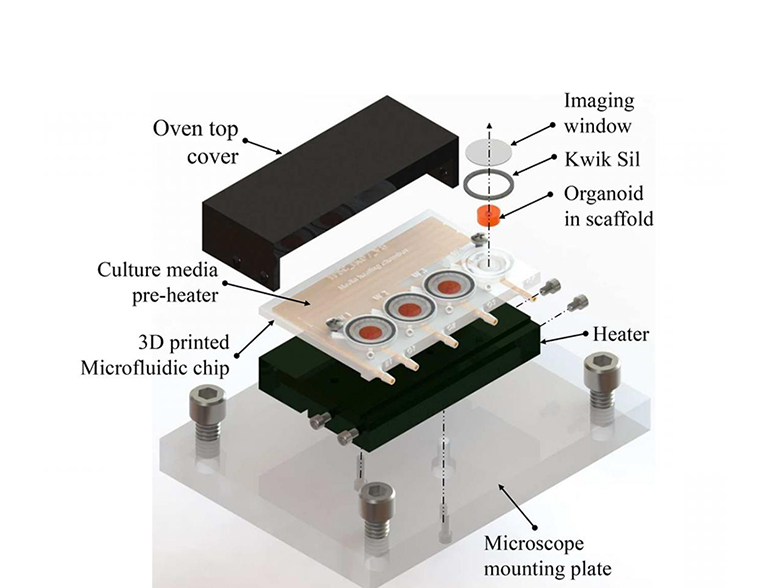 Imaging
window
Oven top
cover
Kwik Sil
Organoid
in scaffold
Culture media
pre-heater
3D printed
Microfluidic chip
Heater
Microscope
mounting plate